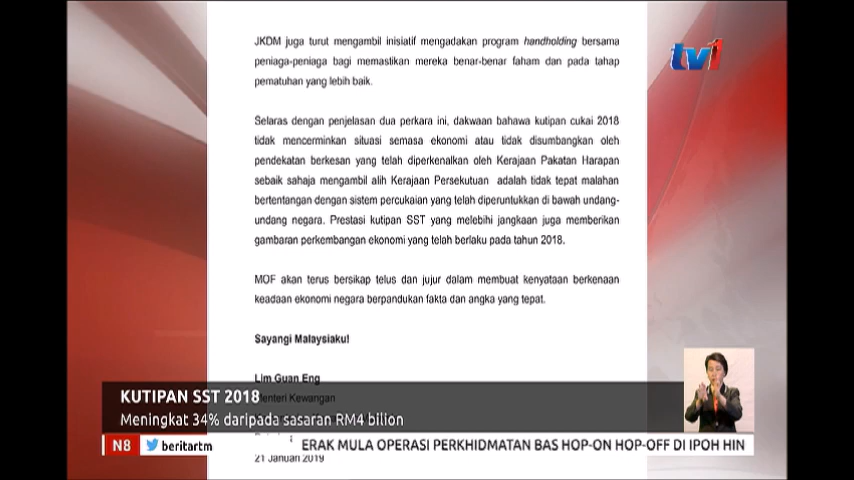 JKDM juga turut mengambil inisiatif mengadakan program handholding bersama
peniaga-peniaga bagi memastikan mereka benar-benar faham dan pada tahap
pematuhan yang lebih baik.
tv1
Selaras dengan penjelasan dua perkara ini, dakwaan bahawa kutipan cukai 2018
tidak mencerminkan situasi semasa ekonomi atau tidak disumbangkan oleh
pendekatan berkesan yang telah diperkenalkan oleh Kerajaan Pakatan Harapan
sebaik sahaja mengambil alih Kerajaan Persekutuan adalah tidak tepat malahan
bertentangan dengan sistem percukaian yang telah diperuntukkan di bawah undang-
undang negara. Prestasi kutipan SST yang melebihi jangkaan juga memberikan
gambaran perkembangan ekonomi yang telah berlaku pada tahun 2018.
MOF akan terus bersikap telus dan jujur dalam membuat kenyataan berkenaan
keadaan ekonomi negara berpandukan fakta dan angka yang tepat.
Sayangi Malaysiaku!
Lim Guan Eng
Menteri Kewangan
KUTIPAN SST 2018
Meningkat 34% daripada sasaran RM4 bilion
N8 beritartm ERAK MULA OPERASI PERKHIDMATAN BAS HOP-ON HOP-OFF DI IPOH HIN
21 Januari 2019